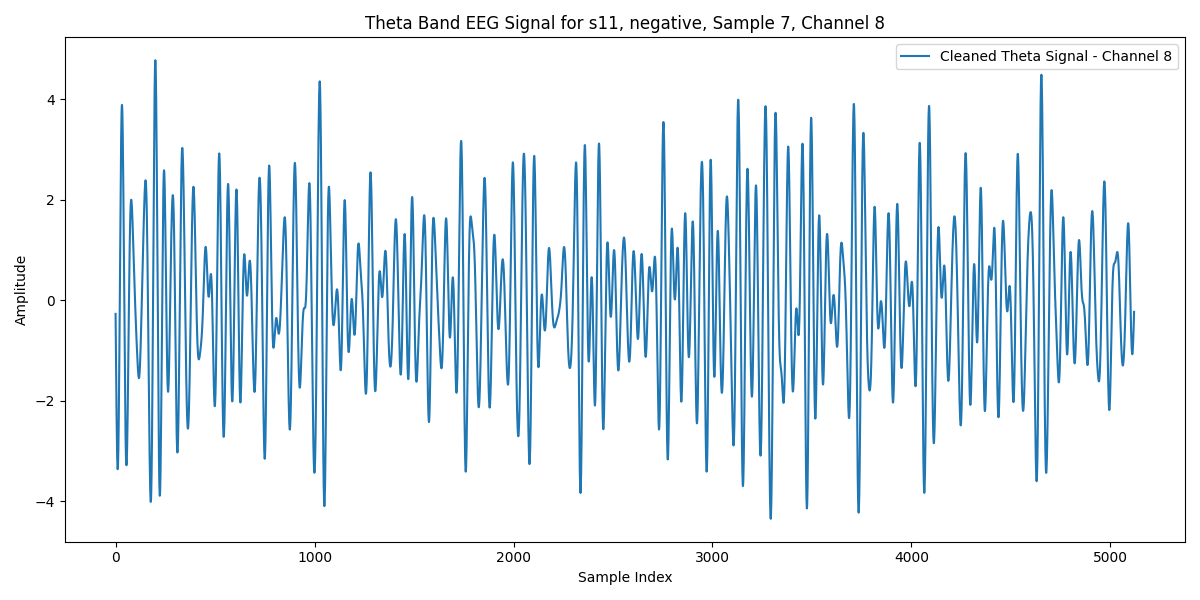 Theta Band EEG Signal for s11, negative, Sample 7, Channel 8
Cleaned Theta Signal - Channel 8
4
2
0
−2
−4
Amplitude
0 1000 2000 3000 4000 5000
Sample Index